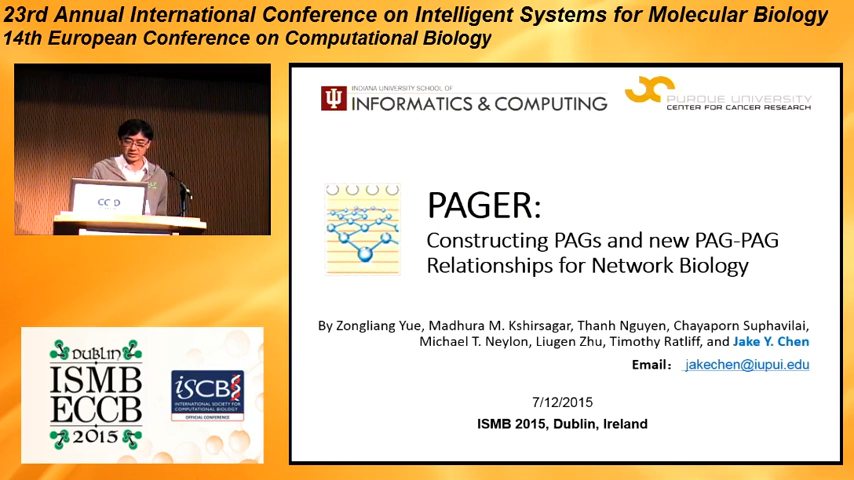 23rd Annual International Conference on Intelligent Systems for Molecular Biology
14th European Conference on Computational Biology
INDIANA UNIVERSITY SCHOOL OF
INFORMATICS & COMPUTING
PURDUE UNIVERSITY
CENTER FOR CANCER RESEARCH
PAGER:
Constructing PAGs and new PAG-PAG
Relationships for Network Biology
By Zongliang Yue, Madhura M. Kshirsagar, Thanh Nguyen, Chayaporn Suphavilai,
Michael T. Neylon, Liugen Zhu, Timothy Ratliff, and Jake Y. Chen
Email: jakechen@iupui.edu
7/12/2015
ISMB 2015, Dublin, Ireland
DUBLIN
ISMB
ECCB
2015
ISCB
INTERNATIONAL SOCIETY FOR
COMPUTATIONAL BIOLOGY
OFFICIAL CONFERENCE